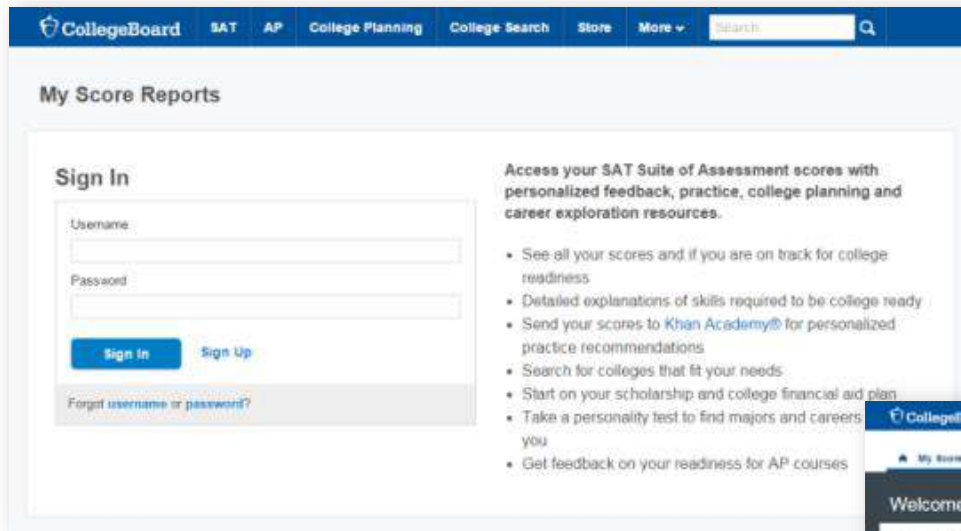 CollegeBoard SAT AP College Planning College Search Store More Search
My Score Reports
Sign In
Username
Password
Sign In Sign Up
Forgot username or password?
Access your SAT Suite of Assessment scores with
personalized feedback, practice, college planning and
career exploration resources.
• See all your scores and if you are on track for college
readiness
• Detailed explanations of skills required to be college ready
• Send your scores to Khan Academy® for personalized
practice recommendations
• Search for colleges that fit your needs
• Start on your scholarship and college financial aid plan
• Take a personality test to find majors and careers
you
• Get feedback on your readiness for AP courses
My
Welcome